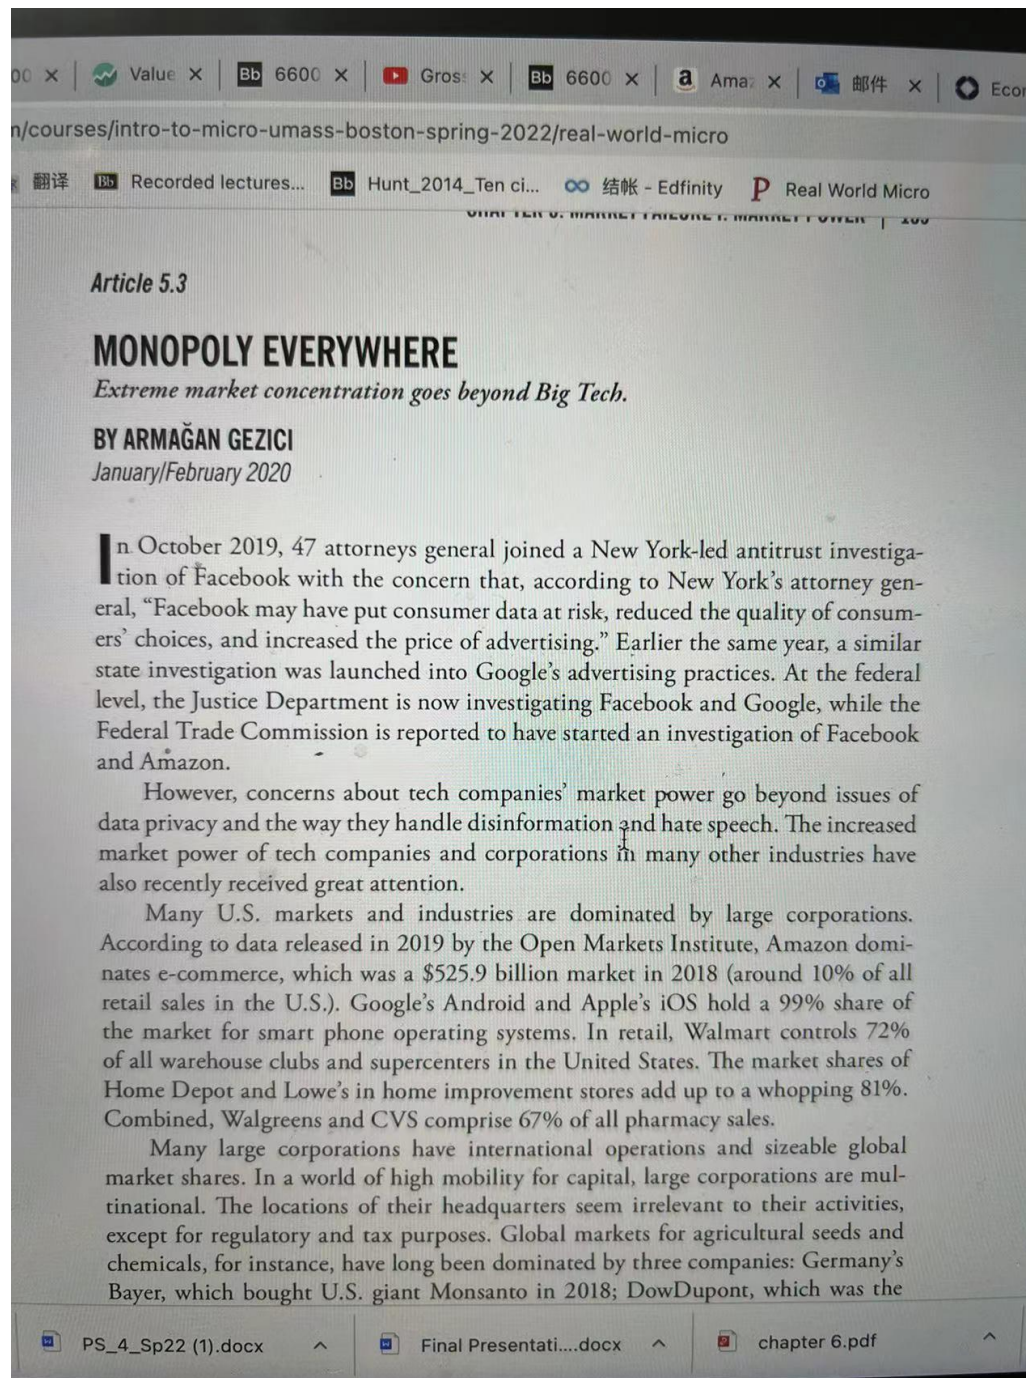 00 × Value × Bb 6600 × Gros × Bb 6600 × a Ama × 邮件 × Econ
n/courses/intro-to-micro-umass-boston-spring-2022/real-world-micro
翻译 Bb Recorded lectures... Bb Hunt_2014_Ten ci... 结帐 - Edfinity P Real World Micro
CHAPTER 5: MARKET FAILURE I: MARKET POWER |
Article 5.3
MONOPOLY EVERYWHERE
Extreme market concentration goes beyond Big Tech.
BY ARMAĞAN GEZICI
January/February 2020
In October 2019, 47 attorneys general joined a New York-led antitrust investiga-
tion of Facebook with the concern that, according to New York's attorney gen-
eral, “Facebook may have put consumer data at risk, reduced the quality of consum-
ers' choices, and increased the price of advertising.” Earlier the same year, a similar
state investigation was launched into Google's advertising practices. At the federal
level, the Justice Department is now investigating Facebook and Google, while the
Federal Trade Commission is reported to have started an investigation of Facebook
and Amazon.
However, concerns about tech companies' market power go beyond issues of
data privacy and the way they handle disinformation and hate speech. The increased
market power of tech companies and corporations in many other industries have
also recently received great attention.
Many U.S. markets and industries are dominated by large corporations.
According to data released in 2019 by the Open Markets Institute, Amazon domi-
nates e-commerce, which was a $525.9 billion market in 2018 (around 10% of all
retail sales in the U.S.). Google's Android and Apple's iOS hold a 99% share of
the market for smart phone operating systems. In retail, Walmart controls 72%
of all warehouse clubs and supercenters in the United States. The market shares of
Home Depot and Lowe's in home improvement stores add up to a whopping 81%.
Combined, Walgreens and CVS comprise 67% of all pharmacy sales.
Many large corporations have international operations and sizeable global
market shares. In a world of high mobility for capital, large corporations are mul-
tinational. The locations of their headquarters seem irrelevant to their activities,
except for regulatory and tax purposes. Global markets for agricultural seeds and
chemicals, for instance, have long been dominated by three companies: Germany's
Bayer, which bought U.S. giant Monsanto in 2018; DowDupont, which was the
PS_4_Sp22 (1).docx Final Presentati....docx chapter 6.pdf